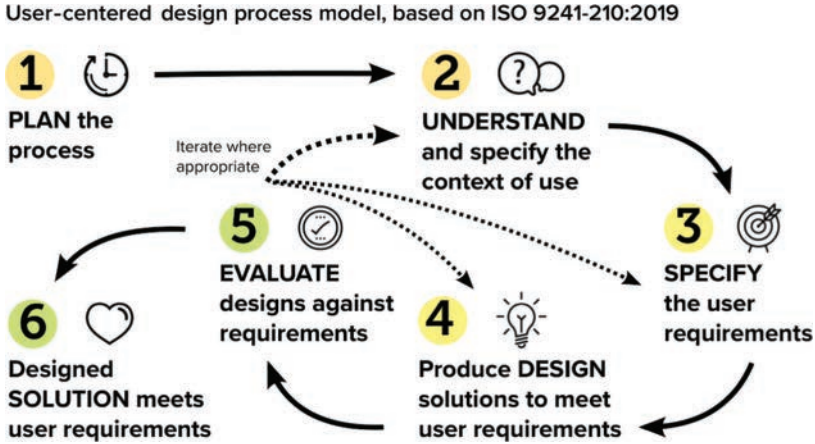 User-centered design process model, based on ISO 9241-210:2019
1
PLAN the
process
2
?
UNDERSTAND
and specify the
context of use
Iterate where
appropriate
3
SPECIFY
the user
requirements
4
Produce DESIGN
solutions to meet
user requirements
5
EVALUATE
designs against
requirements
6
Designed
SOLUTION meets
user requirements